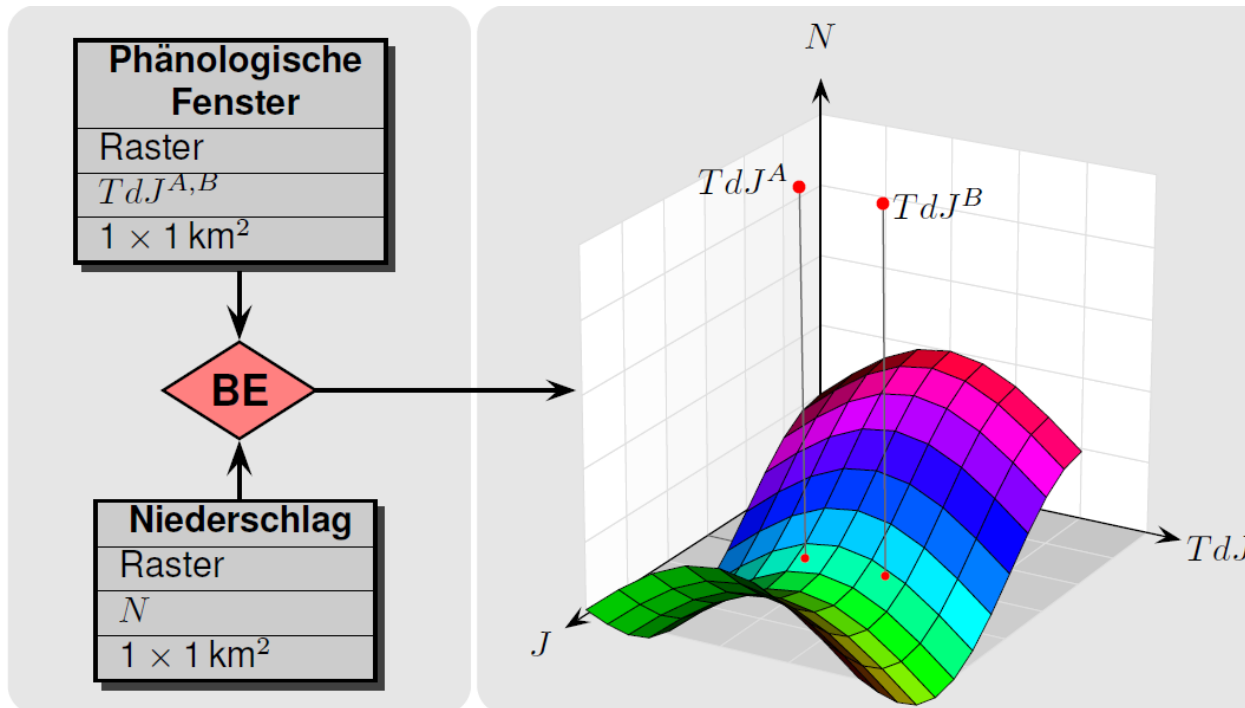 Phänologische
Fenster
Raster
TdJ^{A,B}
1 × 1 km²
BE
Niederschlag
Raster
N
1 × 1 km²
N
TdJ^A
TdJ^B
TdJ
J